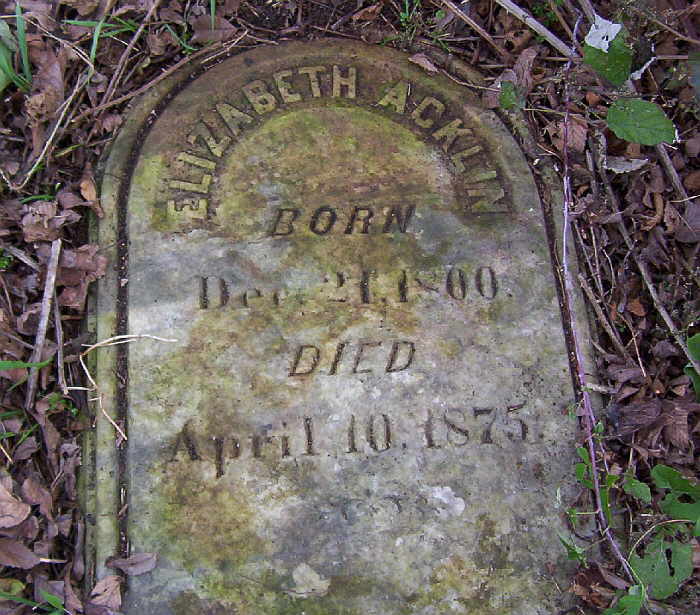 ELIZABETH ACKLIN
BORN
Dec. 21, 1800.
DIED
April 10, 1875.